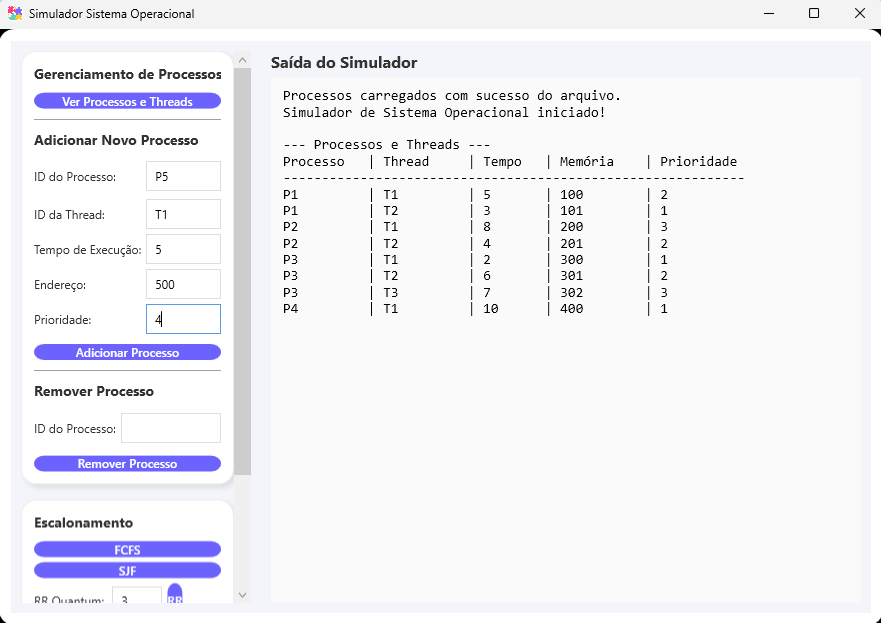 Simulador Sistema Operacional
Gerenciamento de Processos
Ver Processos e Threads
Adicionar Novo Processo
ID do Processo: P5
ID da Thread: T1
Tempo de Execução: 5
Endereço: 500
Prioridade: 4
Adicionar Processo
Remover Processo
ID do Processo:
Remover Processo
Escalonamento
FCFS
SJF
RR Quantum: 3 RR
Saída do Simulador
Processos carregados com sucesso do arquivo.
Simulador de Sistema Operacional iniciado!
--- Processos e Threads ---
Processo | Thread | Tempo | Memória | Prioridade
------------------------------------------------------------
P1 | T1 | 5 | 100 | 2
P1 | T2 | 3 | 101 | 1
P2 | T1 | 8 | 200 | 3
P2 | T2 | 4 | 201 | 2
P3 | T1 | 2 | 300 | 1
P3 | T2 | 6 | 301 | 2
P3 | T3 | 7 | 302 | 3
P4 | T1 | 10 | 400 | 1